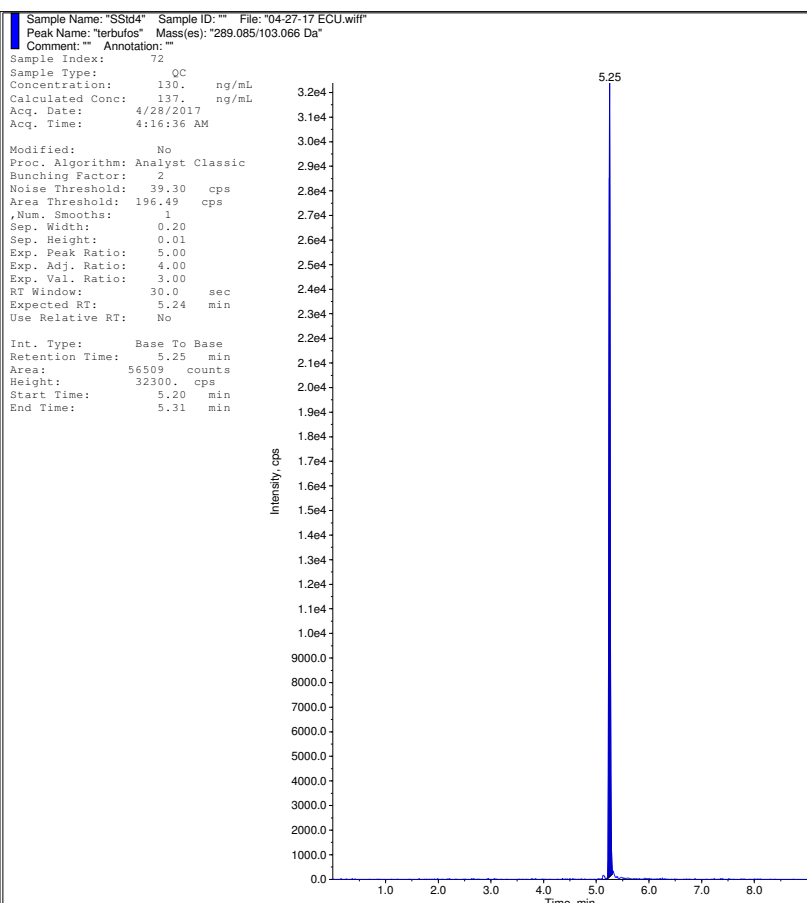 Sample Name: "SStd4" Sample ID: "" File: "04-27-17 ECU.wiff"
Peak Name: "terbufos" Mass(es): "289.085/103.066 Da"
Comment: "" Annotation: ""
Sample Index: 72
Sample Type: QC
Concentration: 130. ng/mL
Calculated Conc: 137. ng/mL
Acq. Date: 4/28/2017
Acq. Time: 4:16:36 AM
Modified: No
Proc. Algorithm: Analyst Classic
Bunching Factor: 2
Noise Threshold: 39.30 cps
Area Threshold: 196.49 cps
,Num. Smooths: 1
Sep. Width: 0.20
Sep. Height: 0.01
Exp. Peak Ratio: 5.00
Exp. Adj. Ratio: 4.00
Exp. Val. Ratio: 3.00
RT Window: 30.0 sec
Expected RT: 5.24 min
Use Relative RT: No
Int. Type: Base To Base
Retention Time: 5.25 min
Area: 56509 counts
Height: 32300. cps
Start Time: 5.20 min
End Time: 5.31 min
5.25
3.2e4
3.1e4
3.0e4
2.9e4
2.8e4
2.7e4
2.6e4
2.5e4
2.4e4
2.3e4
2.2e4
2.1e4
2.0e4
1.9e4
1.8e4
1.7e4
1.6e4
1.5e4
1.4e4
1.3e4
1.2e4
1.1e4
1.0e4
9000.0
8000.0
7000.0
6000.0
5000.0
4000.0
3000.0
2000.0
1000.0
0.0
Intensity, cps
1.0 2.0 3.0 4.0 5.0 6.0 7.0 8.0
Time, min